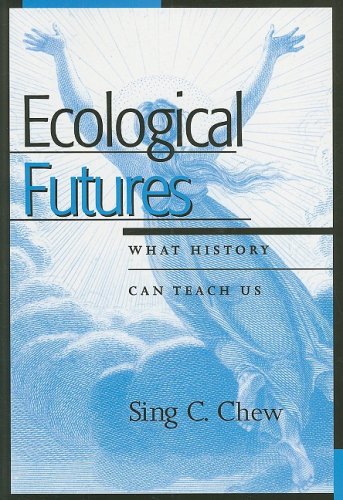 Ecological
Futures
WHAT HISTORY
CAN TEACH US
Sing C. Chew